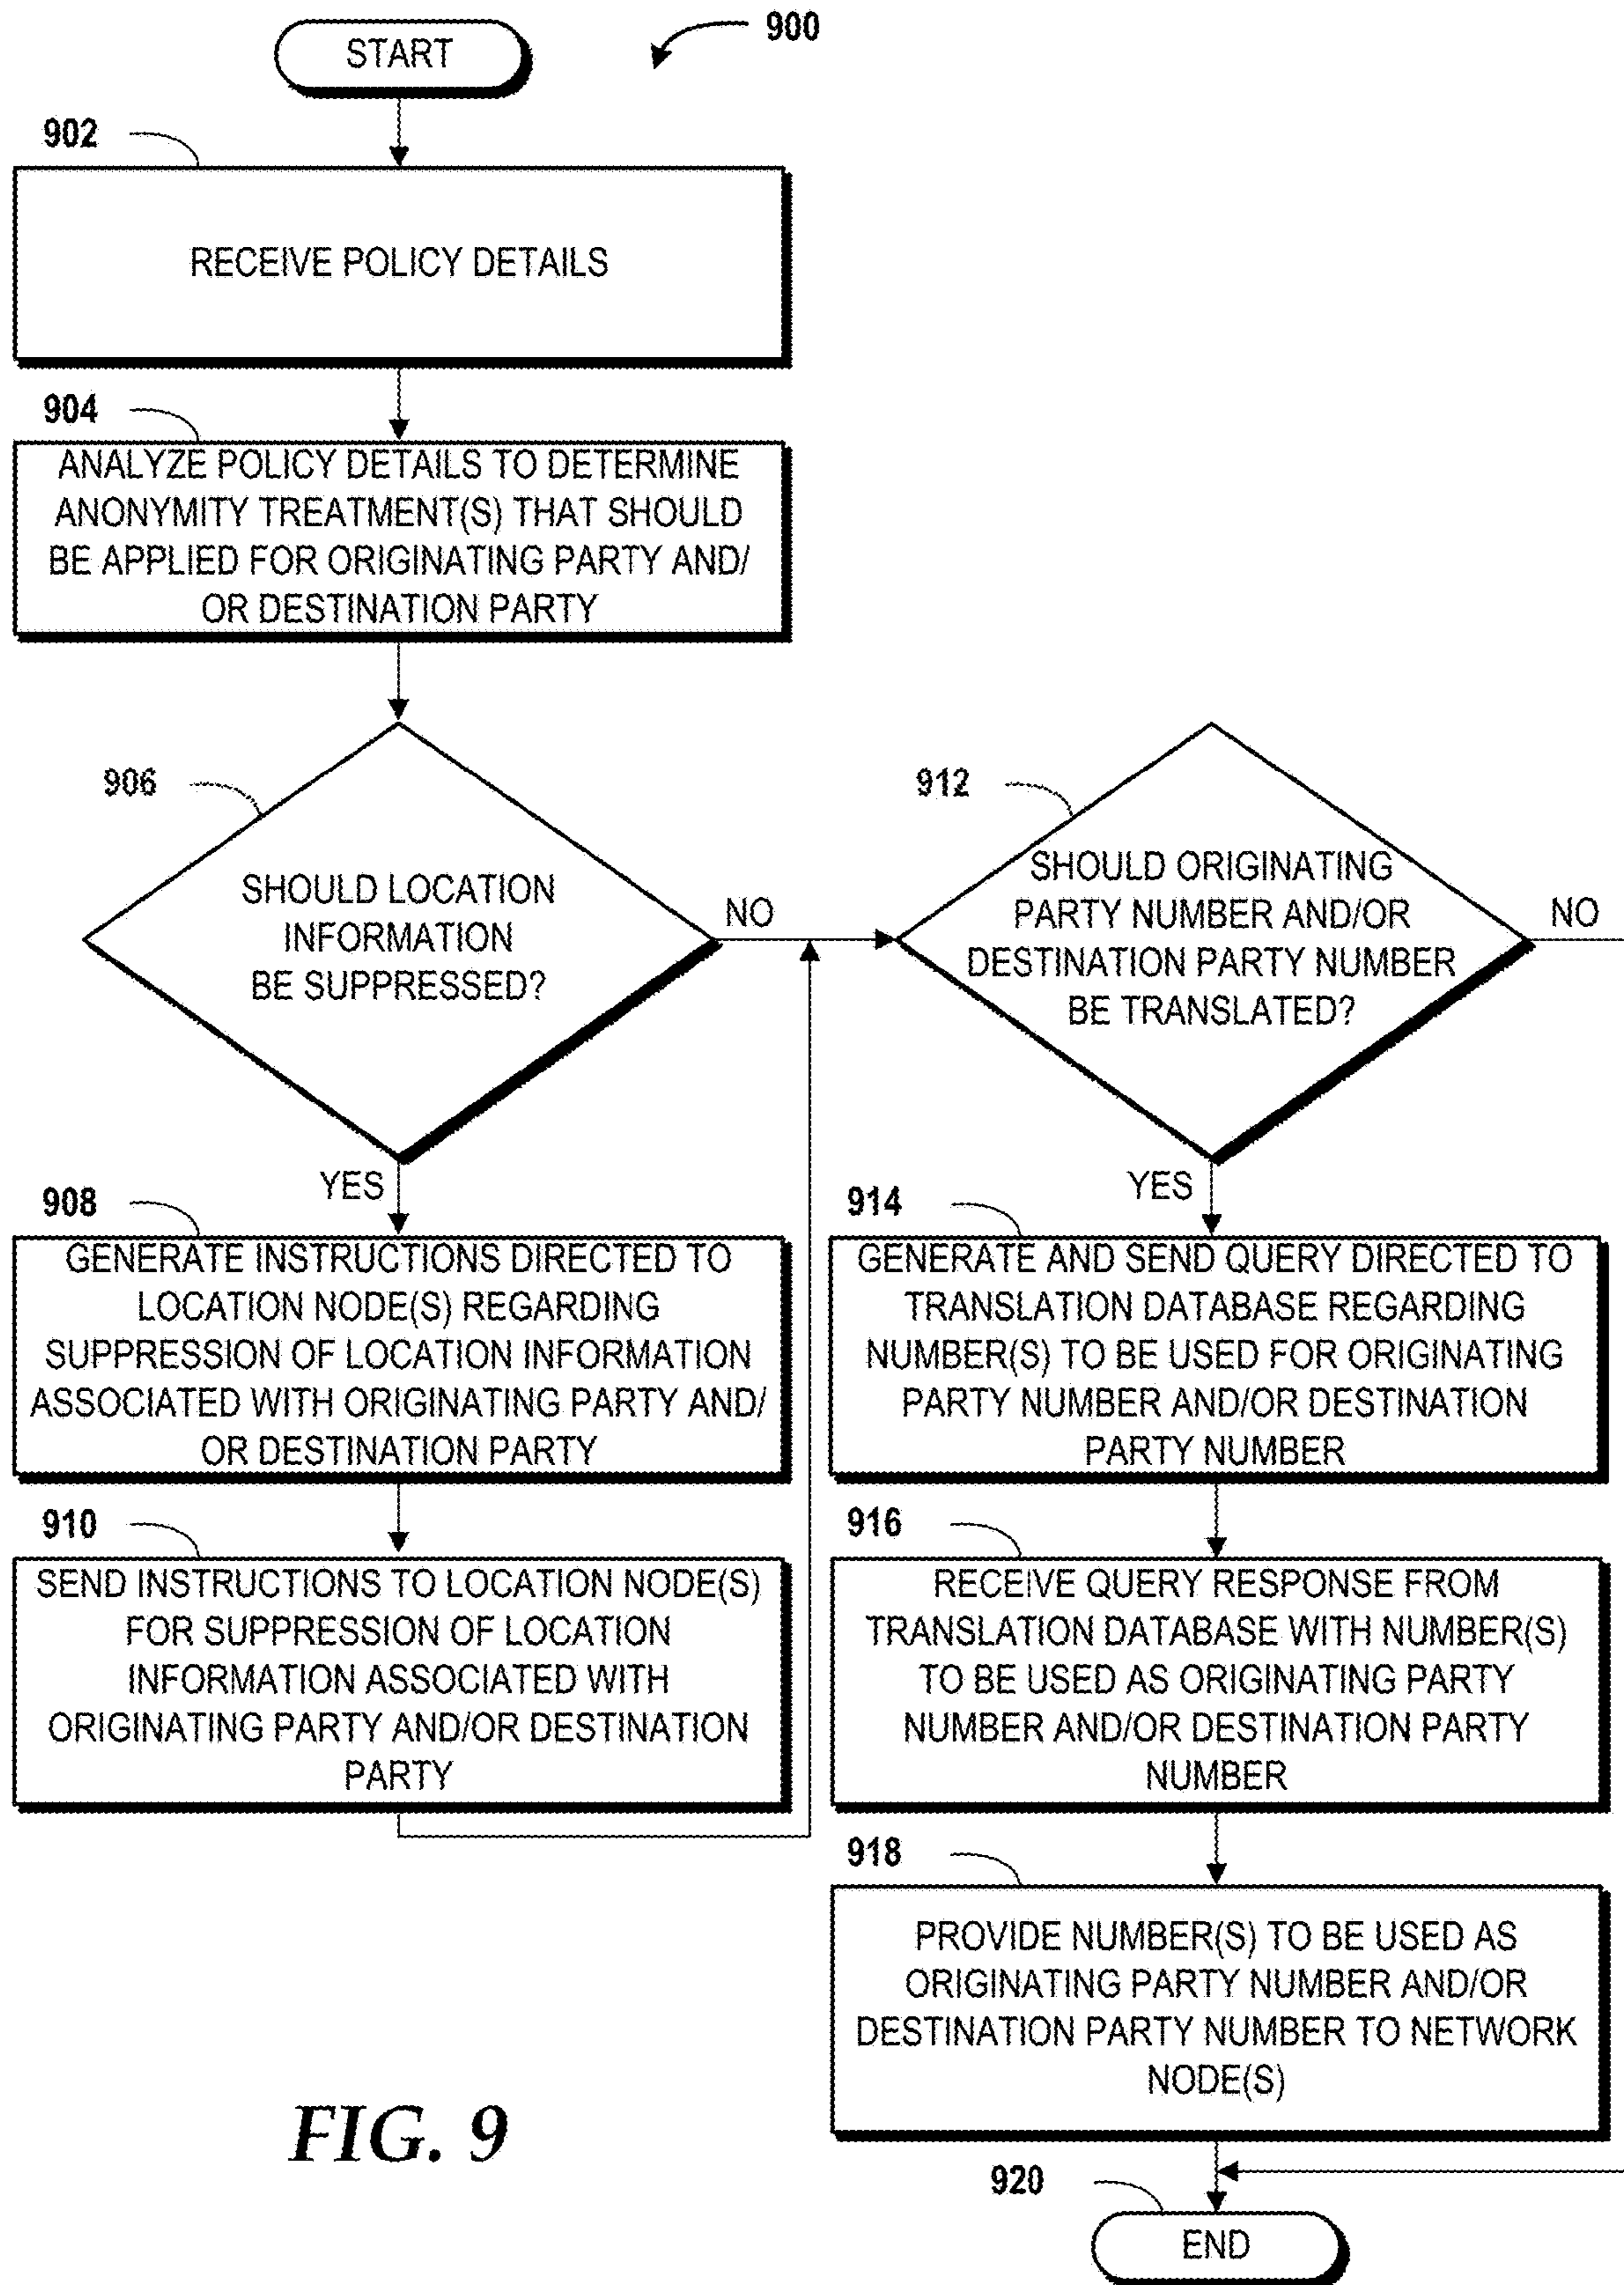 START
900
902
RECEIVE POLICY DETAILS
904
ANALYZE POLICY DETAILS TO DETERMINE
ANONYMITY TREATMENT(S) THAT SHOULD
BE APPLIED FOR ORIGINATING PARTY AND/
OR DESTINATION PARTY
906
SHOULD LOCATION
INFORMATION
BE SUPPRESSED?
NO
YES
908
GENERATE INSTRUCTIONS DIRECTED TO
LOCATION NODE(S) REGARDING
SUPPRESSION OF LOCATION INFORMATION
ASSOCIATED WITH ORIGINATING PARTY AND/
OR DESTINATION PARTY
910
SEND INSTRUCTIONS TO LOCATION NODE(S)
FOR SUPPRESSION OF LOCATION
INFORMATION ASSOCIATED WITH
ORIGINATING PARTY AND/OR DESTINATION
PARTY
912
SHOULD ORIGINATING
PARTY NUMBER AND/OR
DESTINATION PARTY NUMBER
BE TRANSLATED?
NO
YES
914
GENERATE AND SEND QUERY DIRECTED TO
TRANSLATION DATABASE REGARDING
NUMBER(S) TO BE USED FOR ORIGINATING
PARTY NUMBER AND/OR DESTINATION
PARTY NUMBER
916
RECEIVE QUERY RESPONSE FROM
TRANSLATION DATABASE WITH NUMBER(S)
TO BE USED AS ORIGINATING PARTY
NUMBER AND/OR DESTINATION PARTY
NUMBER
918
PROVIDE NUMBER(S) TO BE USED AS
ORIGINATING PARTY NUMBER AND/OR
DESTINATION PARTY NUMBER TO NETWORK
NODE(S)
920
END
FIG. 9